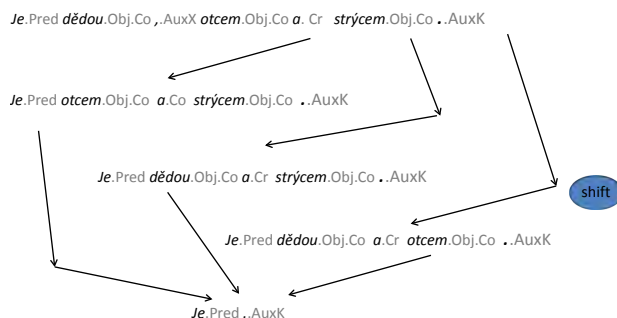 Je.Pred dědou.Obj.Co ,.AuxX otcem.Obj.Co a. Cr strýcem.Obj.Co ..AuxK
Je.Pred otcem.Obj.Co a.Co strýcem.Obj.Co ..AuxK
Je.Pred dědou.Obj.Co a.Cr strýcem.Obj.Co ..AuxK
shift
Je.Pred dědou.Obj.Co a.Cr otcem.Obj.Co ..AuxK
Je.Pred ..AuxK